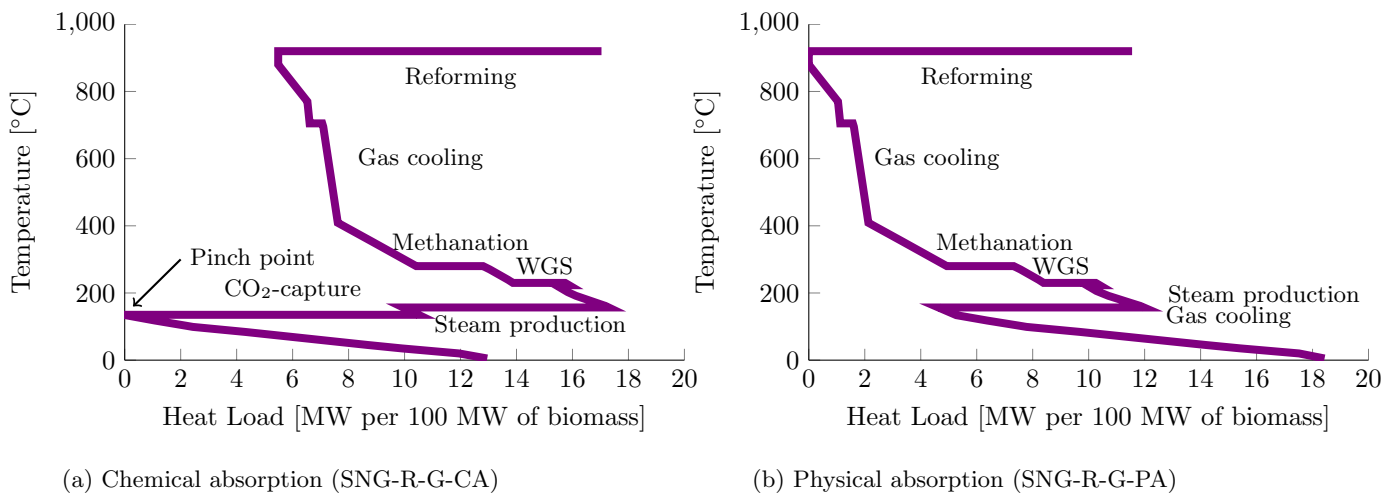 1,000
800
600
400
200
0
Temperature [°C]
Reforming
Gas cooling
Methanation
WGS
Pinch point
CO₂-capture
Steam production
0 2 4 6 8 10 12 14 16 18 20
Heat Load [MW per 100 MW of biomass]
(a) Chemical absorption (SNG-R-G-CA)
1,000
800
600
400
200
0
Temperature [°C]
Reforming
Gas cooling
Methanation
WGS
Steam production
Gas cooling
0 2 4 6 8 10 12 14 16 18 20
Heat Load [MW per 100 MW of biomass]
(b) Physical absorption (SNG-R-G-PA)